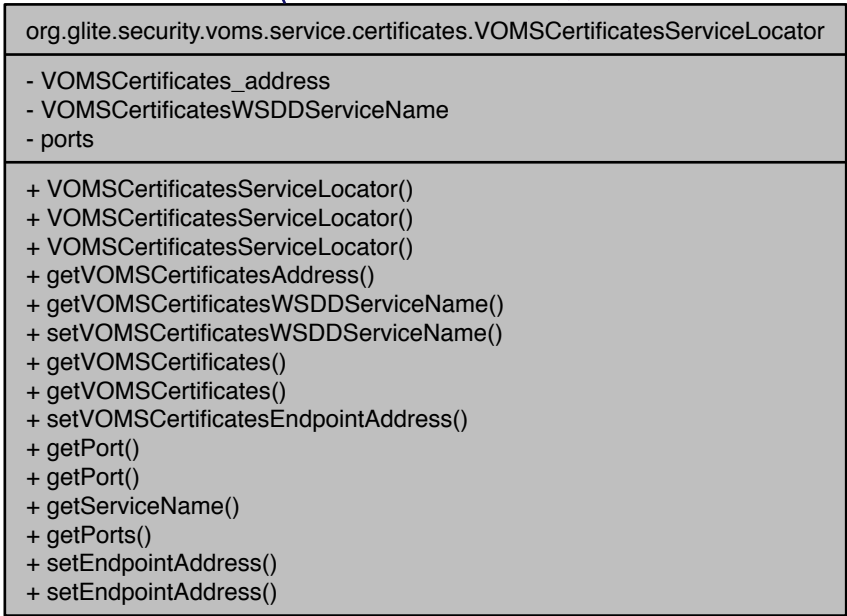 org.glite.security.voms.service.certificates.VOMSCertificatesServiceLocator
- VOMSCertificates_address
- VOMSCertificatesWSDDServiceName
- ports
+ VOMSCertificatesServiceLocator()
+ VOMSCertificatesServiceLocator()
+ VOMSCertificatesServiceLocator()
+ getVOMSCertificatesAddress()
+ getVOMSCertificatesWSDDServiceName()
+ setVOMSCertificatesWSDDServiceName()
+ getVOMSCertificates()
+ getVOMSCertificates()
+ setVOMSCertificatesEndpointAddress()
+ getPort()
+ getPort()
+ getServiceName()
+ getPorts()
+ setEndpointAddress()
+ setEndpointAddress()